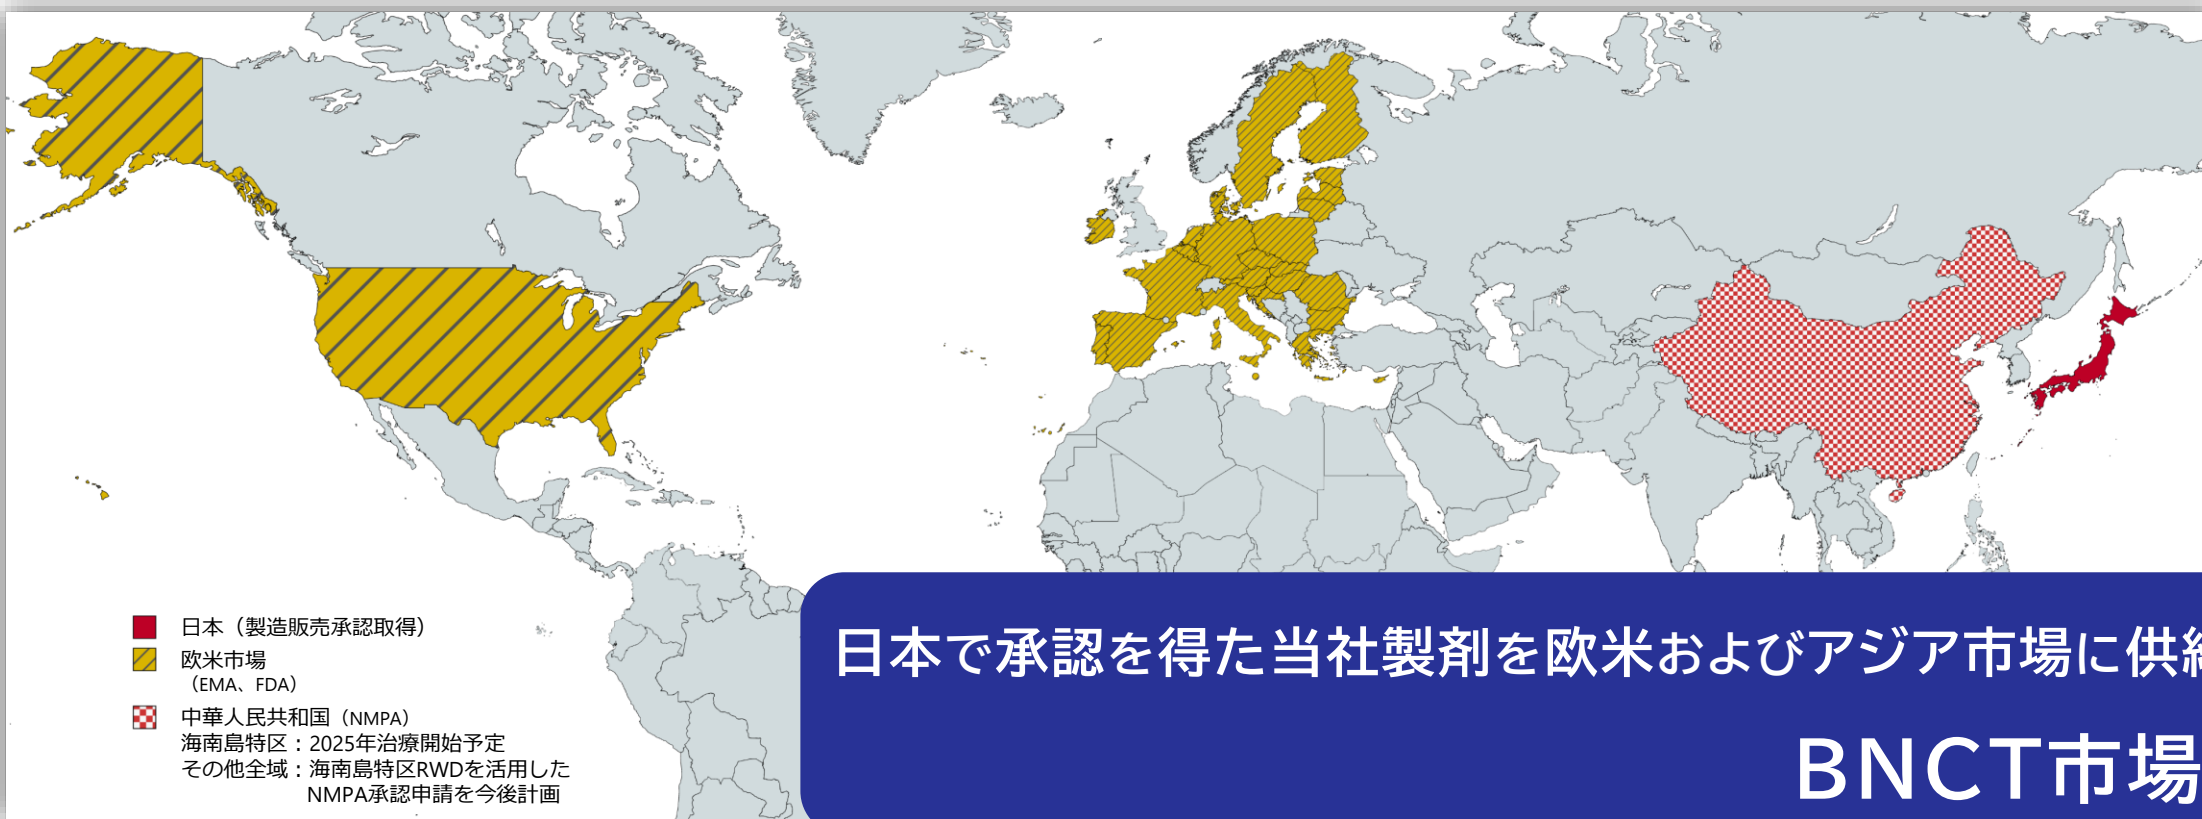 日本（製造販売承認取得）
欧米市場
（EMA、FDA）
中華人民共和国（NMPA）
海南島特区：2025年治療開始予定
その他全域：海南島特区RWDを活用した
NMPA承認申請を今後計画
日本で承認を得た当社製剤を欧米およびアジア市場に供
BNCT市場